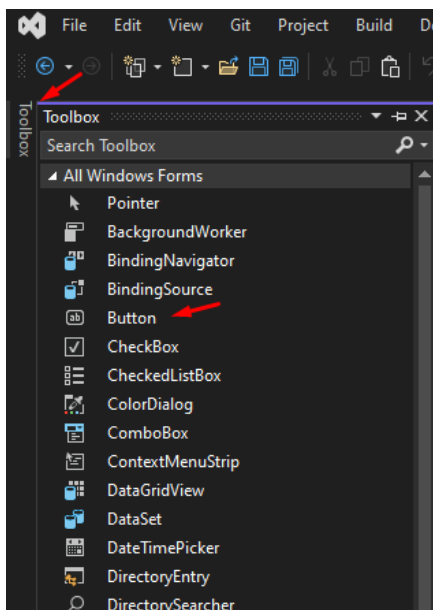 File Edit View Git Project Build
Toolbox
Toolbox
Search Toolbox
All Windows Forms
Pointer
BackgroundWorker
BindingNavigator
BindingSource
ab Button
CheckBox
CheckedListBox
ColorDialog
ComboBox
ContextMenuStrip
DataGridView
DataSet
DateTimePicker
DirectoryEntry
DirectorySearcher